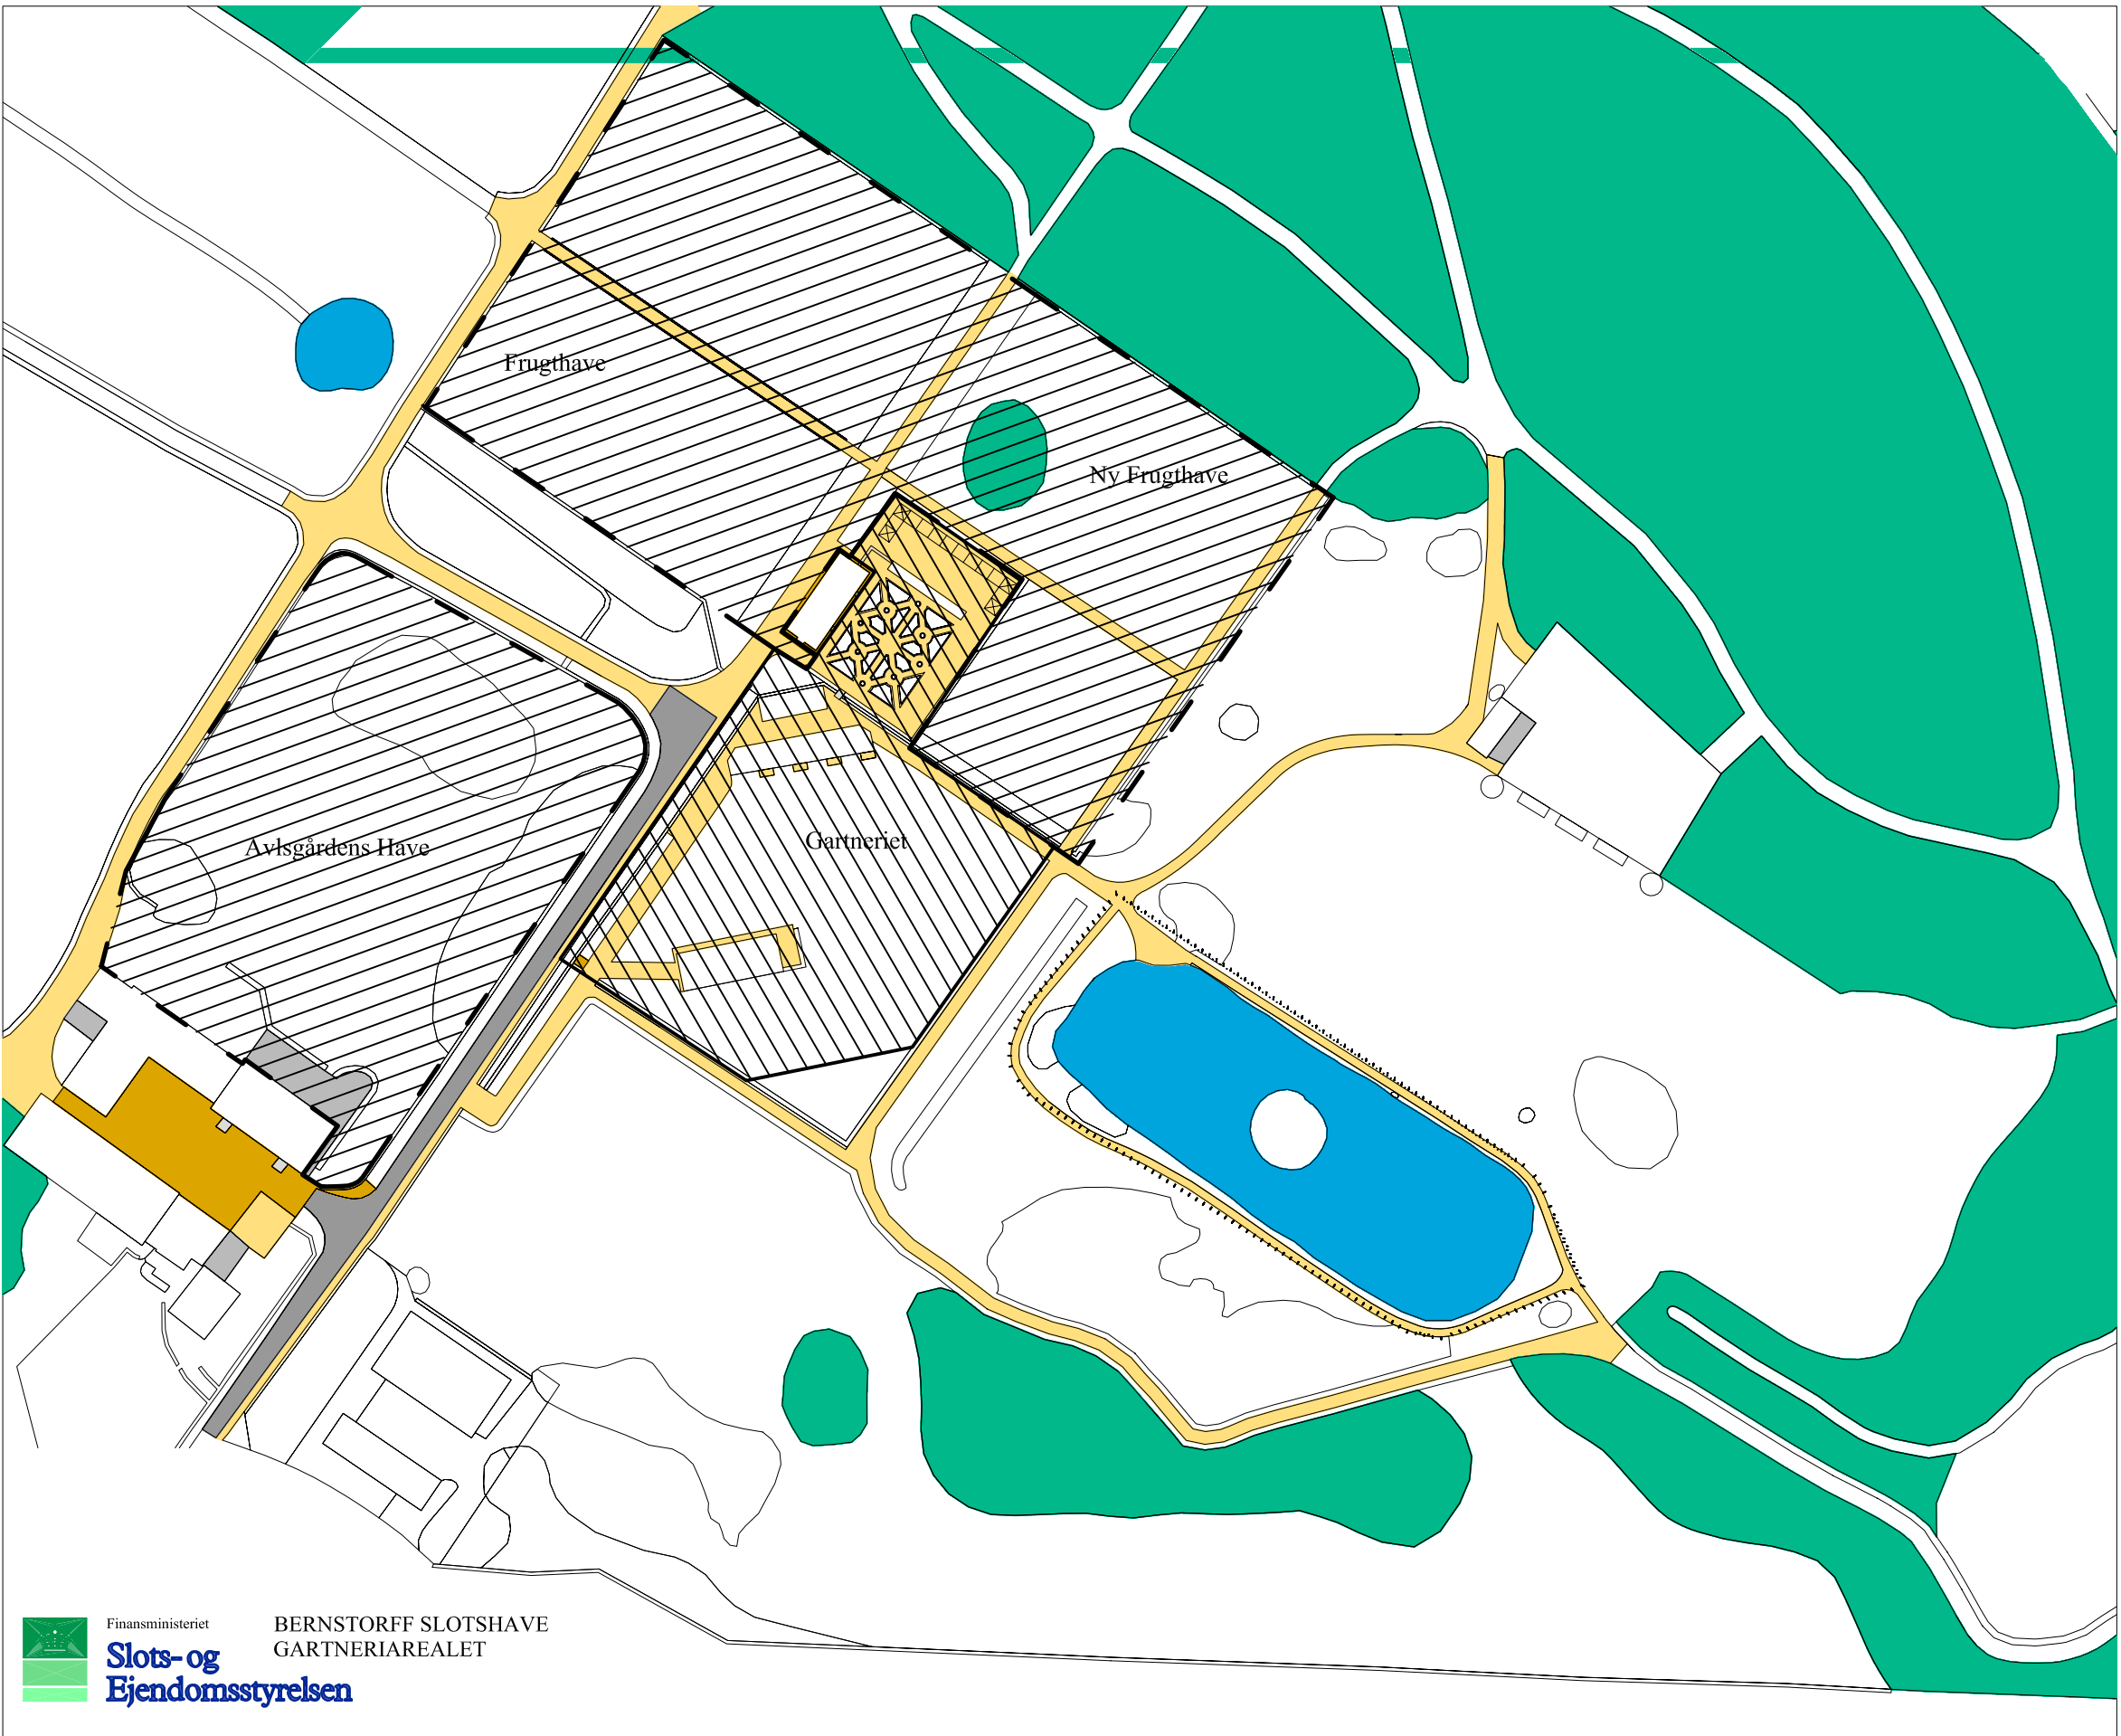 Frugthave
Ny Frugthave
Avlsgårdens Have
Gartneriet
Finansministeriet
Slots- og
Ejendomsstyrelsen
BERNSTORFF SLOTSHAVE
GARTNERIAREALET